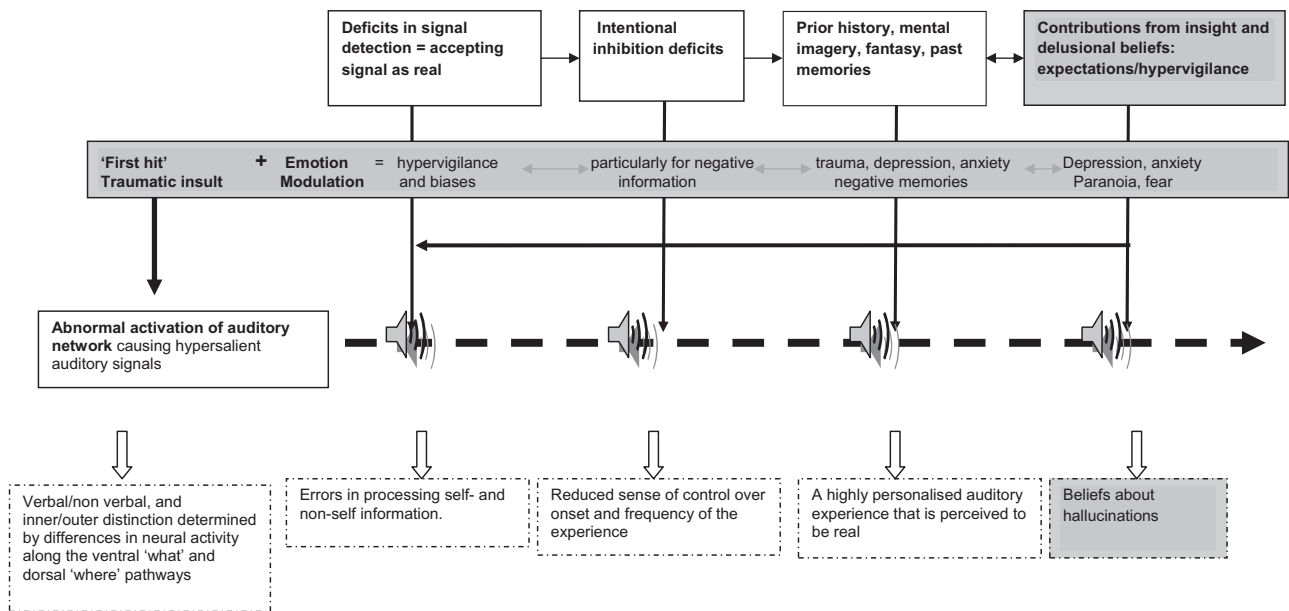 Deficits in signal
detection = accepting
signal as real
Intentional
inhibition deficits
Prior history, mental
imagery, fantasy, past
memories
Contributions from insight and
delusional beliefs:
expectations/hypervigilance
'First hit'
Traumatic insult
+
Emotion
Modulation
=
hypervigilance
and biases
particularly for negative
information
trauma, depression, anxiety
negative memories
Depression, anxiety
Paranoia, fear
Abnormal activation of auditory
network causing hypersalient
auditory signals
Verbal/non verbal, and
inner/outer distinction determined
by differences in neural activity
along the ventral 'what' and
dorsal 'where' pathways
Errors in processing self- and
non-self information.
Reduced sense of control over
onset and frequency of the
experience
A highly personalised auditory
experience that is perceived to
be real
Beliefs about
hallucinations